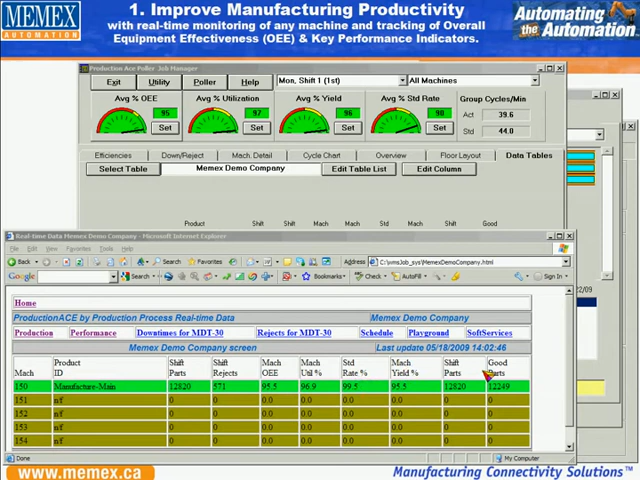 MEMEX
AUTOMATION
1. Improve Manufacturing Productivity
with real-time monitoring of any machine and tracking of Overall
Equipment Effectiveness (OEE) & Key Performance Indicators.
Automating
the Automation
Production Ace Poller Job Manager
Exit Utility Poller Help Mon, Shift 1 (1st) All Machines
Avg % OEE Avg % Utilization Avg % Yield Avg % Std Rate Group Cycles/Min
95 97 96 98 Act 39.6
Set Set Set Set Std 44.0
Efficiencies Down/Reject Mach. Detail Cycle Chart Overview Floor Layout Data Tables
Select Table Memex Demo Company Edit Table List Edit Column
Product Shift Shift Mach Mach Std Mach Shift Good
Real-time Data Memex Demo Company - Microsoft Internet Explorer
File Edit View Favorites Tools Help
Back Search Favorites Address C:\vmsJob_sys\MemexDemoCompany.html
Google Search Bookmarks Check AutoFill Sign In
/22/09
Home
ProductionACE by Production Process Real-time Data Memex Demo Company
Production Performance Downtimes for MDT-30 Rejects for MDT-30 Schedule Playground SoftServices
Memex Demo Company screen Last update 05/18/2009 14:02:46
Product Shift Shift Mach Mach Std Mach Shift Good
Mach ID Parts Rejects OEE Util % Rate % Yield % Parts Parts
150 Manufacture-Main 12820 571 95.5 96.9 99.5 95.5 12820 12249
151 n/f 0 0 0.0 0.0 0.0 0.0 0 0
152 n/f 0 0 0.0 0.0 0.0 0.0 0 0
153 n/f 0 0 0.0 0.0 0.0 0.0 0 0
154 n/f 0 0 0.0 0.0 0.0 0.0 0 0
Done My Computer
www.memex.ca
Manufacturing Connectivity Solutions™